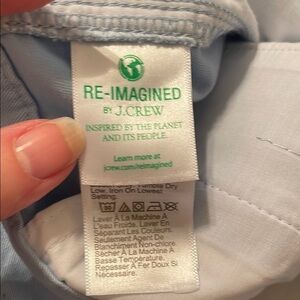 RE-IMAGINED
BY J.CREW
INSPIRED BY THE PLANET
AND ITS PEOPLE.
Learn more at
jcrew.com/reimagined
Tumble Dry
Low, Iron On Lowest
Setting.
Laver À La Machine À
L'eau Froide. Laver En
Séparant Les Couleurs.
Seulement Agent De
Blanchiment Non-chloré.
Sécher À La Machine À
Basse Température.
Repasser À Fer Doux Si
Nécessaire.